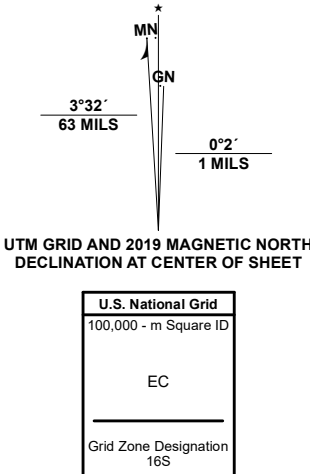 ★
MN
GN
3°32´
63 MILS
0°2´
1 MILS
UTM GRID AND 2019 MAGNETIC NORTH
DECLINATION AT CENTER OF SHEET
U.S. National Grid
100,000 - m Square ID
EC
Grid Zone Designation
16S